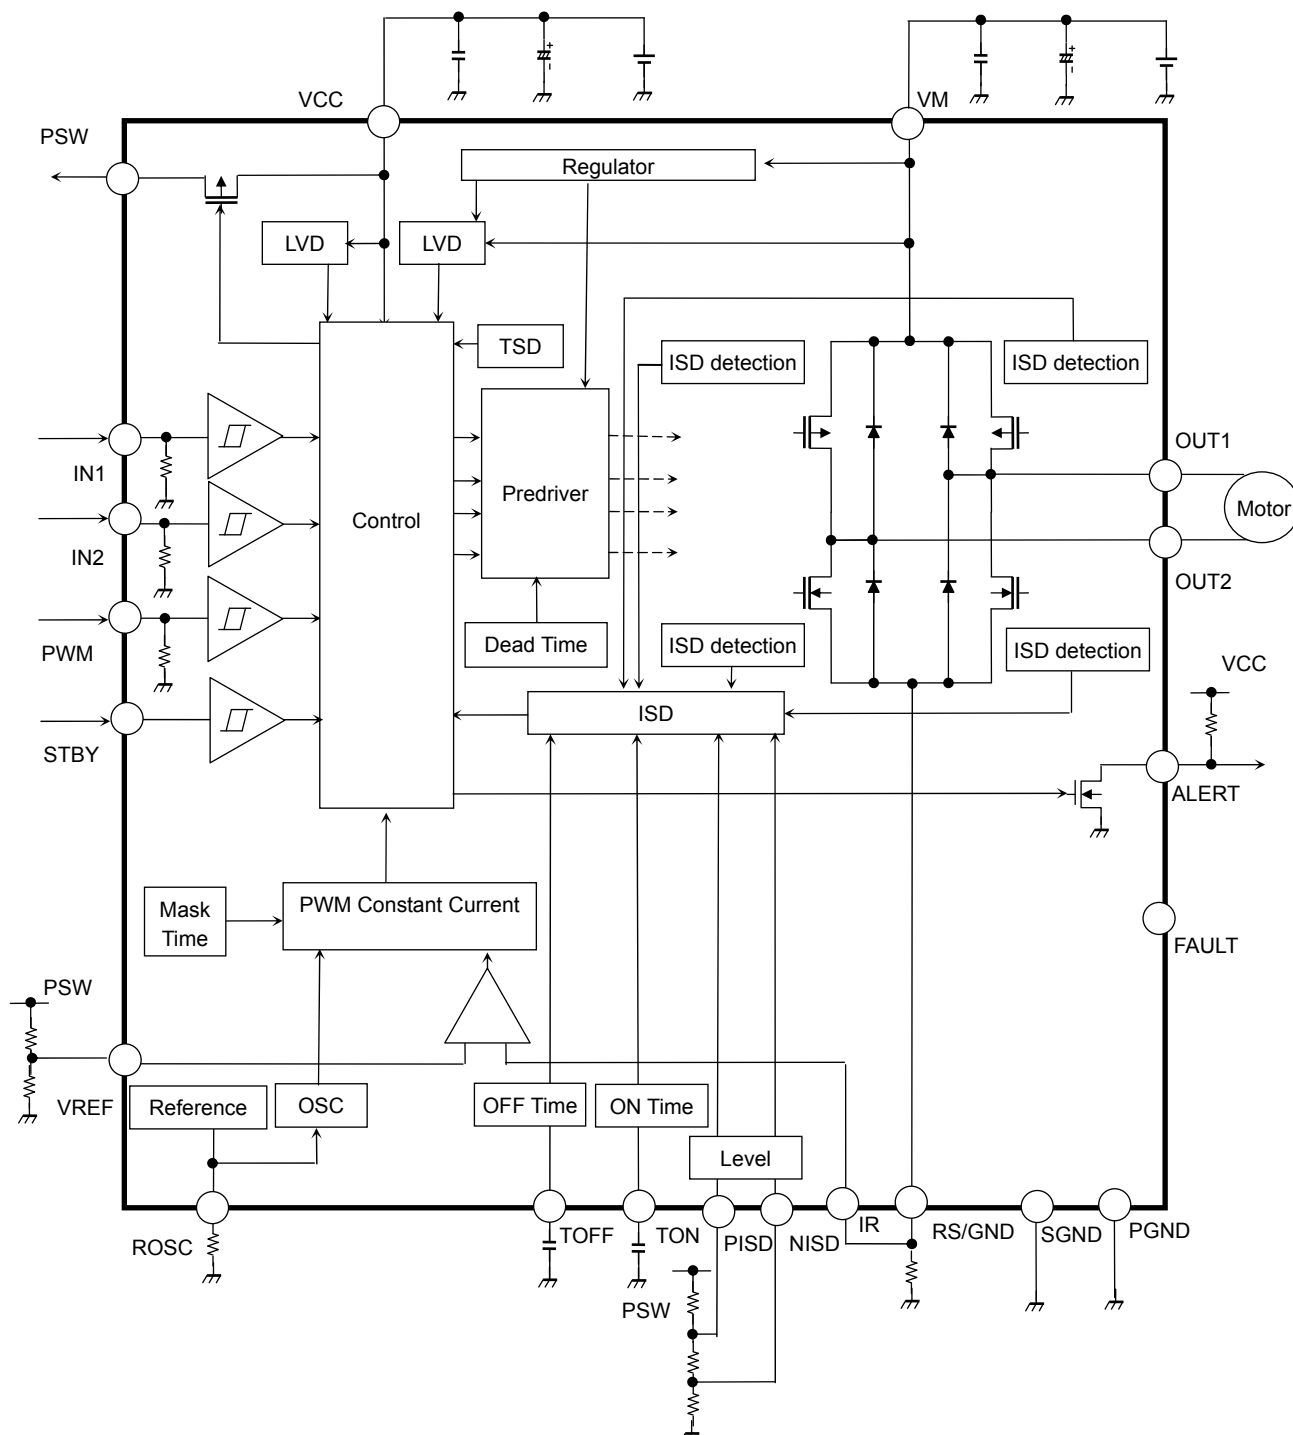 VCC
VM
PSW
Regulator
LVD
LVD
TSD
ISD detection
ISD detection
IN1
OUT1
Control
Predriver
Motor
IN2
OUT2
PWM
Dead Time
ISD detection
ISD detection
VCC
ISD
STBY
ALERT
Mask
Time
PWM Constant Current
FAULT
PSW
VREF
Reference
OSC
OFF Time
ON Time
Level
ROSC
TOFF
TON
PISD
NISD
IR
RS/GND
SGND
PGND
PSW